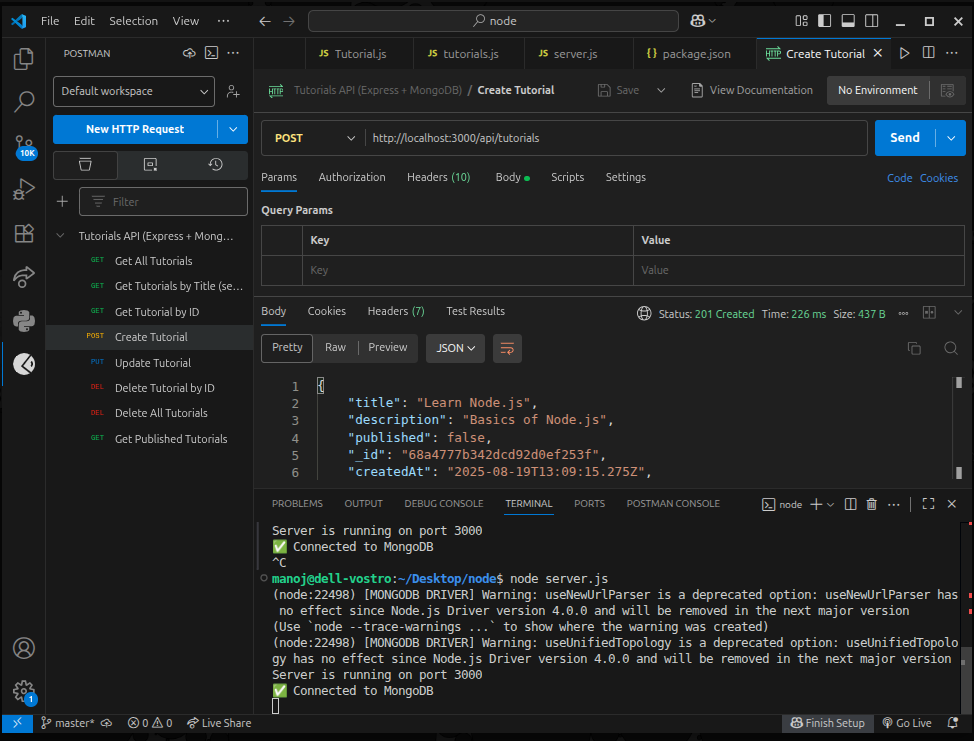 File Edit Selection View ··· node
POSTMAN ···
JS Tutorial.js JS tutorials.js JS server.js {} package.json Create Tutorial
Default workspace
Tutorials API (Express + MongoDB) / Create Tutorial Save View Documentation No Environment
New HTTP Request
POST http://localhost:3000/api/tutorials Send
10K
Params Authorization Headers (10) Body Scripts Settings Code Cookies
Filter
Query Params
Tutorials API (Express + Mong...
Key Value
Key Value
GET Get All Tutorials
GET Get Tutorials by Title (se...
GET Get Tutorial by ID
POST Create Tutorial
PUT Update Tutorial
DEL Delete Tutorial by ID
DEL Delete All Tutorials
GET Get Published Tutorials
Body Cookies Headers (7) Test Results Status: 201 Created Time: 226 ms Size: 437 B
Pretty Raw Preview JSON
1 {
2 "title": "Learn Node.js",
3 "description": "Basics of Node.js",
4 "published": false,
5 "_id": "68a4777b342dcd92d0ef253f",
6 "createdAt": "2025-08-19T13:09:15.275Z",
PROBLEMS OUTPUT DEBUG CONSOLE TERMINAL PORTS POSTMAN CONSOLE node
Server is running on port 3000
✅ Connected to MongoDB
^C
manoj@dell-vostro:~/Desktop/node$ node server.js
(node:22498) [MONGODB DRIVER] Warning: useNewUrlParser is a deprecated option: useNewUrlParser has
no effect since Node.js Driver version 4.0.0 and will be removed in the next major version
(Use `node --trace-warnings ...` to show where the warning was created)
(node:22498) [MONGODB DRIVER] Warning: useUnifiedTopology is a deprecated option: useUnifiedTopolo
gy has no effect since Node.js Driver version 4.0.0 and will be removed in the next major version
Server is running on port 3000
✅ Connected to MongoDB
1
master* 0 0 Live Share Finish Setup Go Live